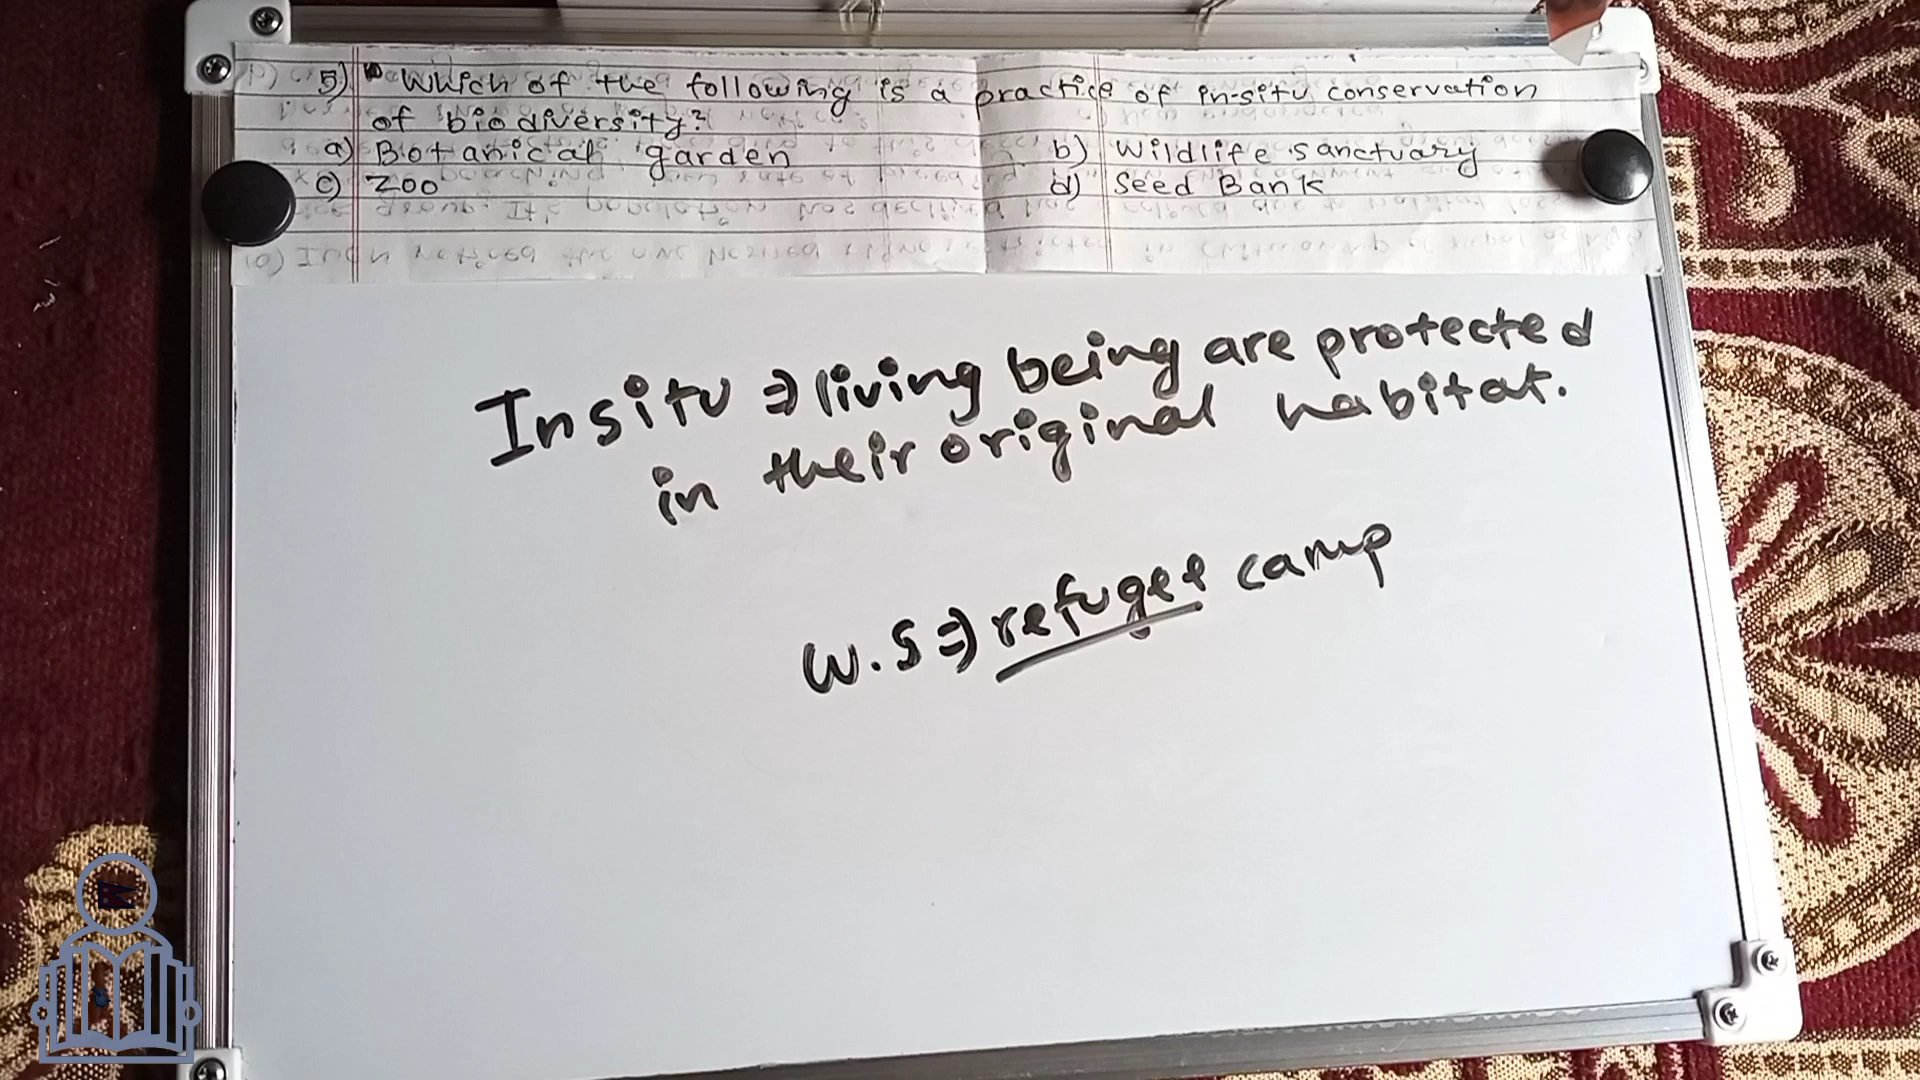 5) Which of the following is a practice of in-situ conservation
of biodiversity?
a) Botanical garden b) Wildlife sanctuary
c) Zoo d) Seed Bank
Insitu ⇒ living being are protected
in their original habitat.
W.S ⇒ refugee camp